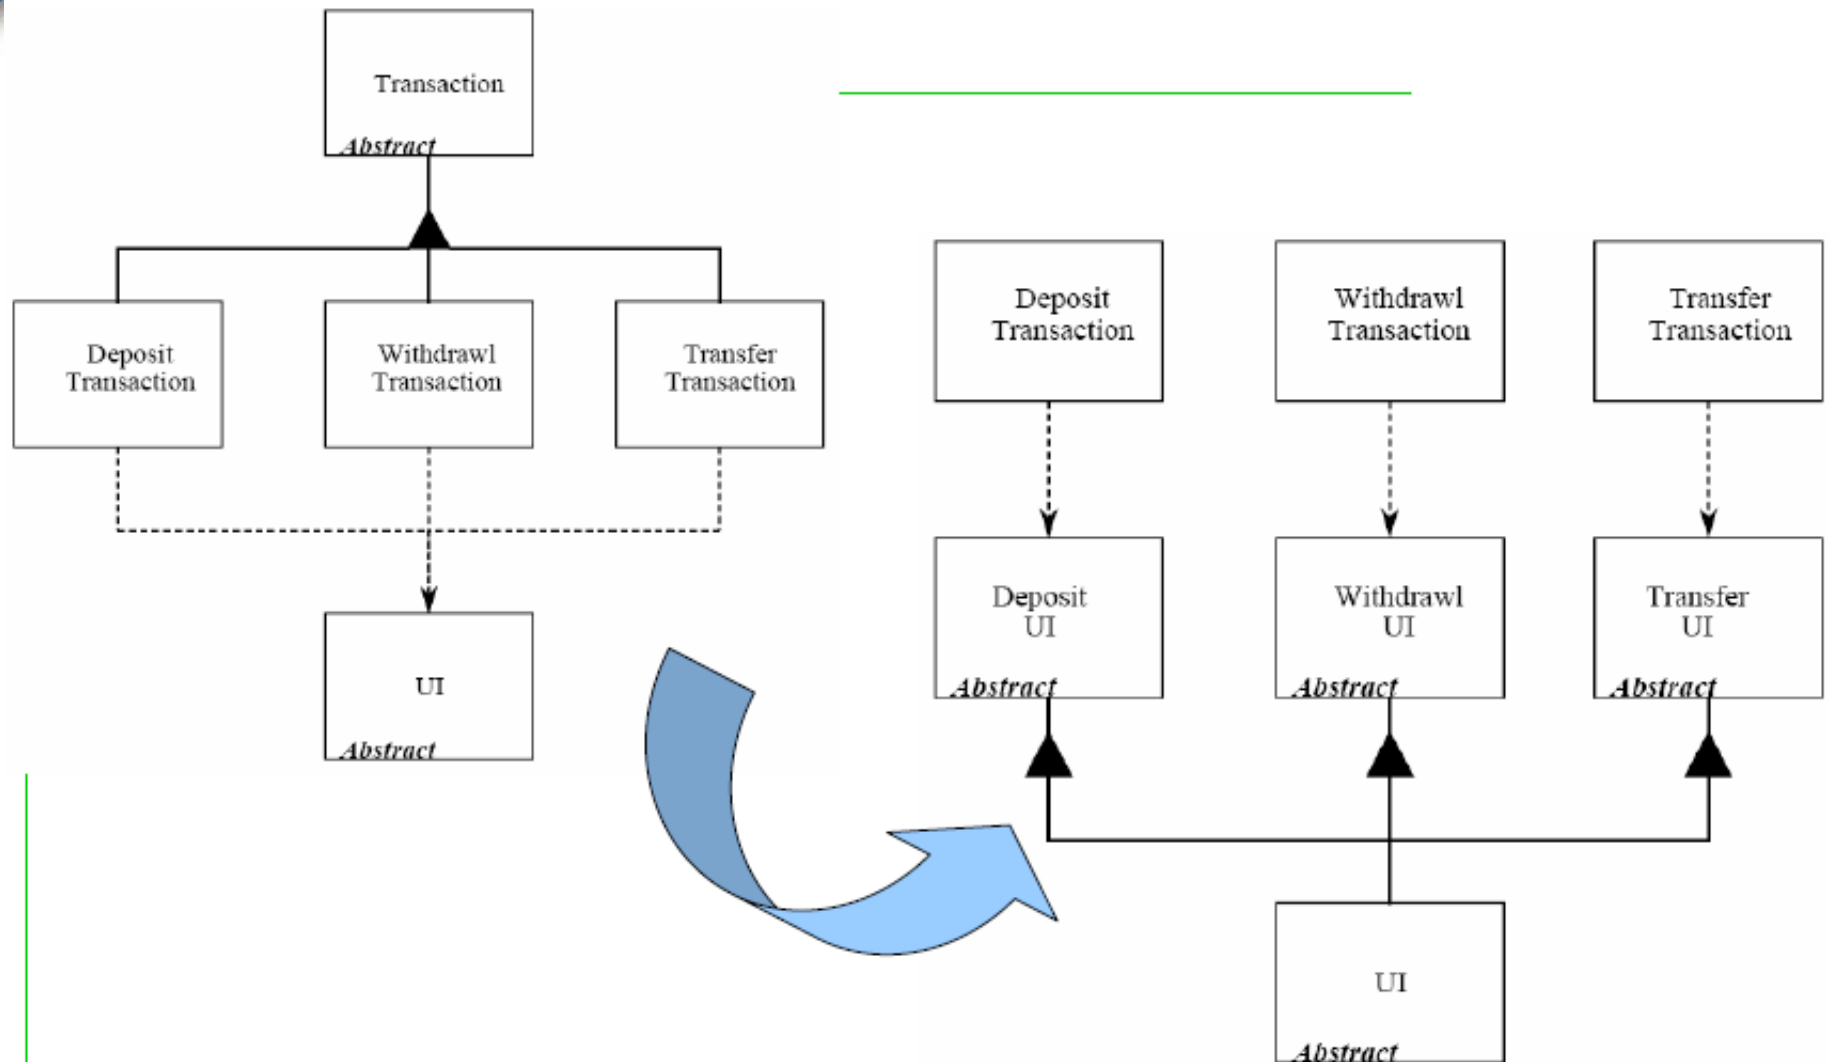 Transaction
Abstract
Deposit
Transaction
Withdrawl
Transaction
Transfer
Transaction
UI
Abstract
Deposit
Transaction
Withdrawl
Transaction
Transfer
Transaction
Deposit
UI
Abstract
Withdrawl
UI
Abstract
Transfer
UI
Abstract
UI
Abstract